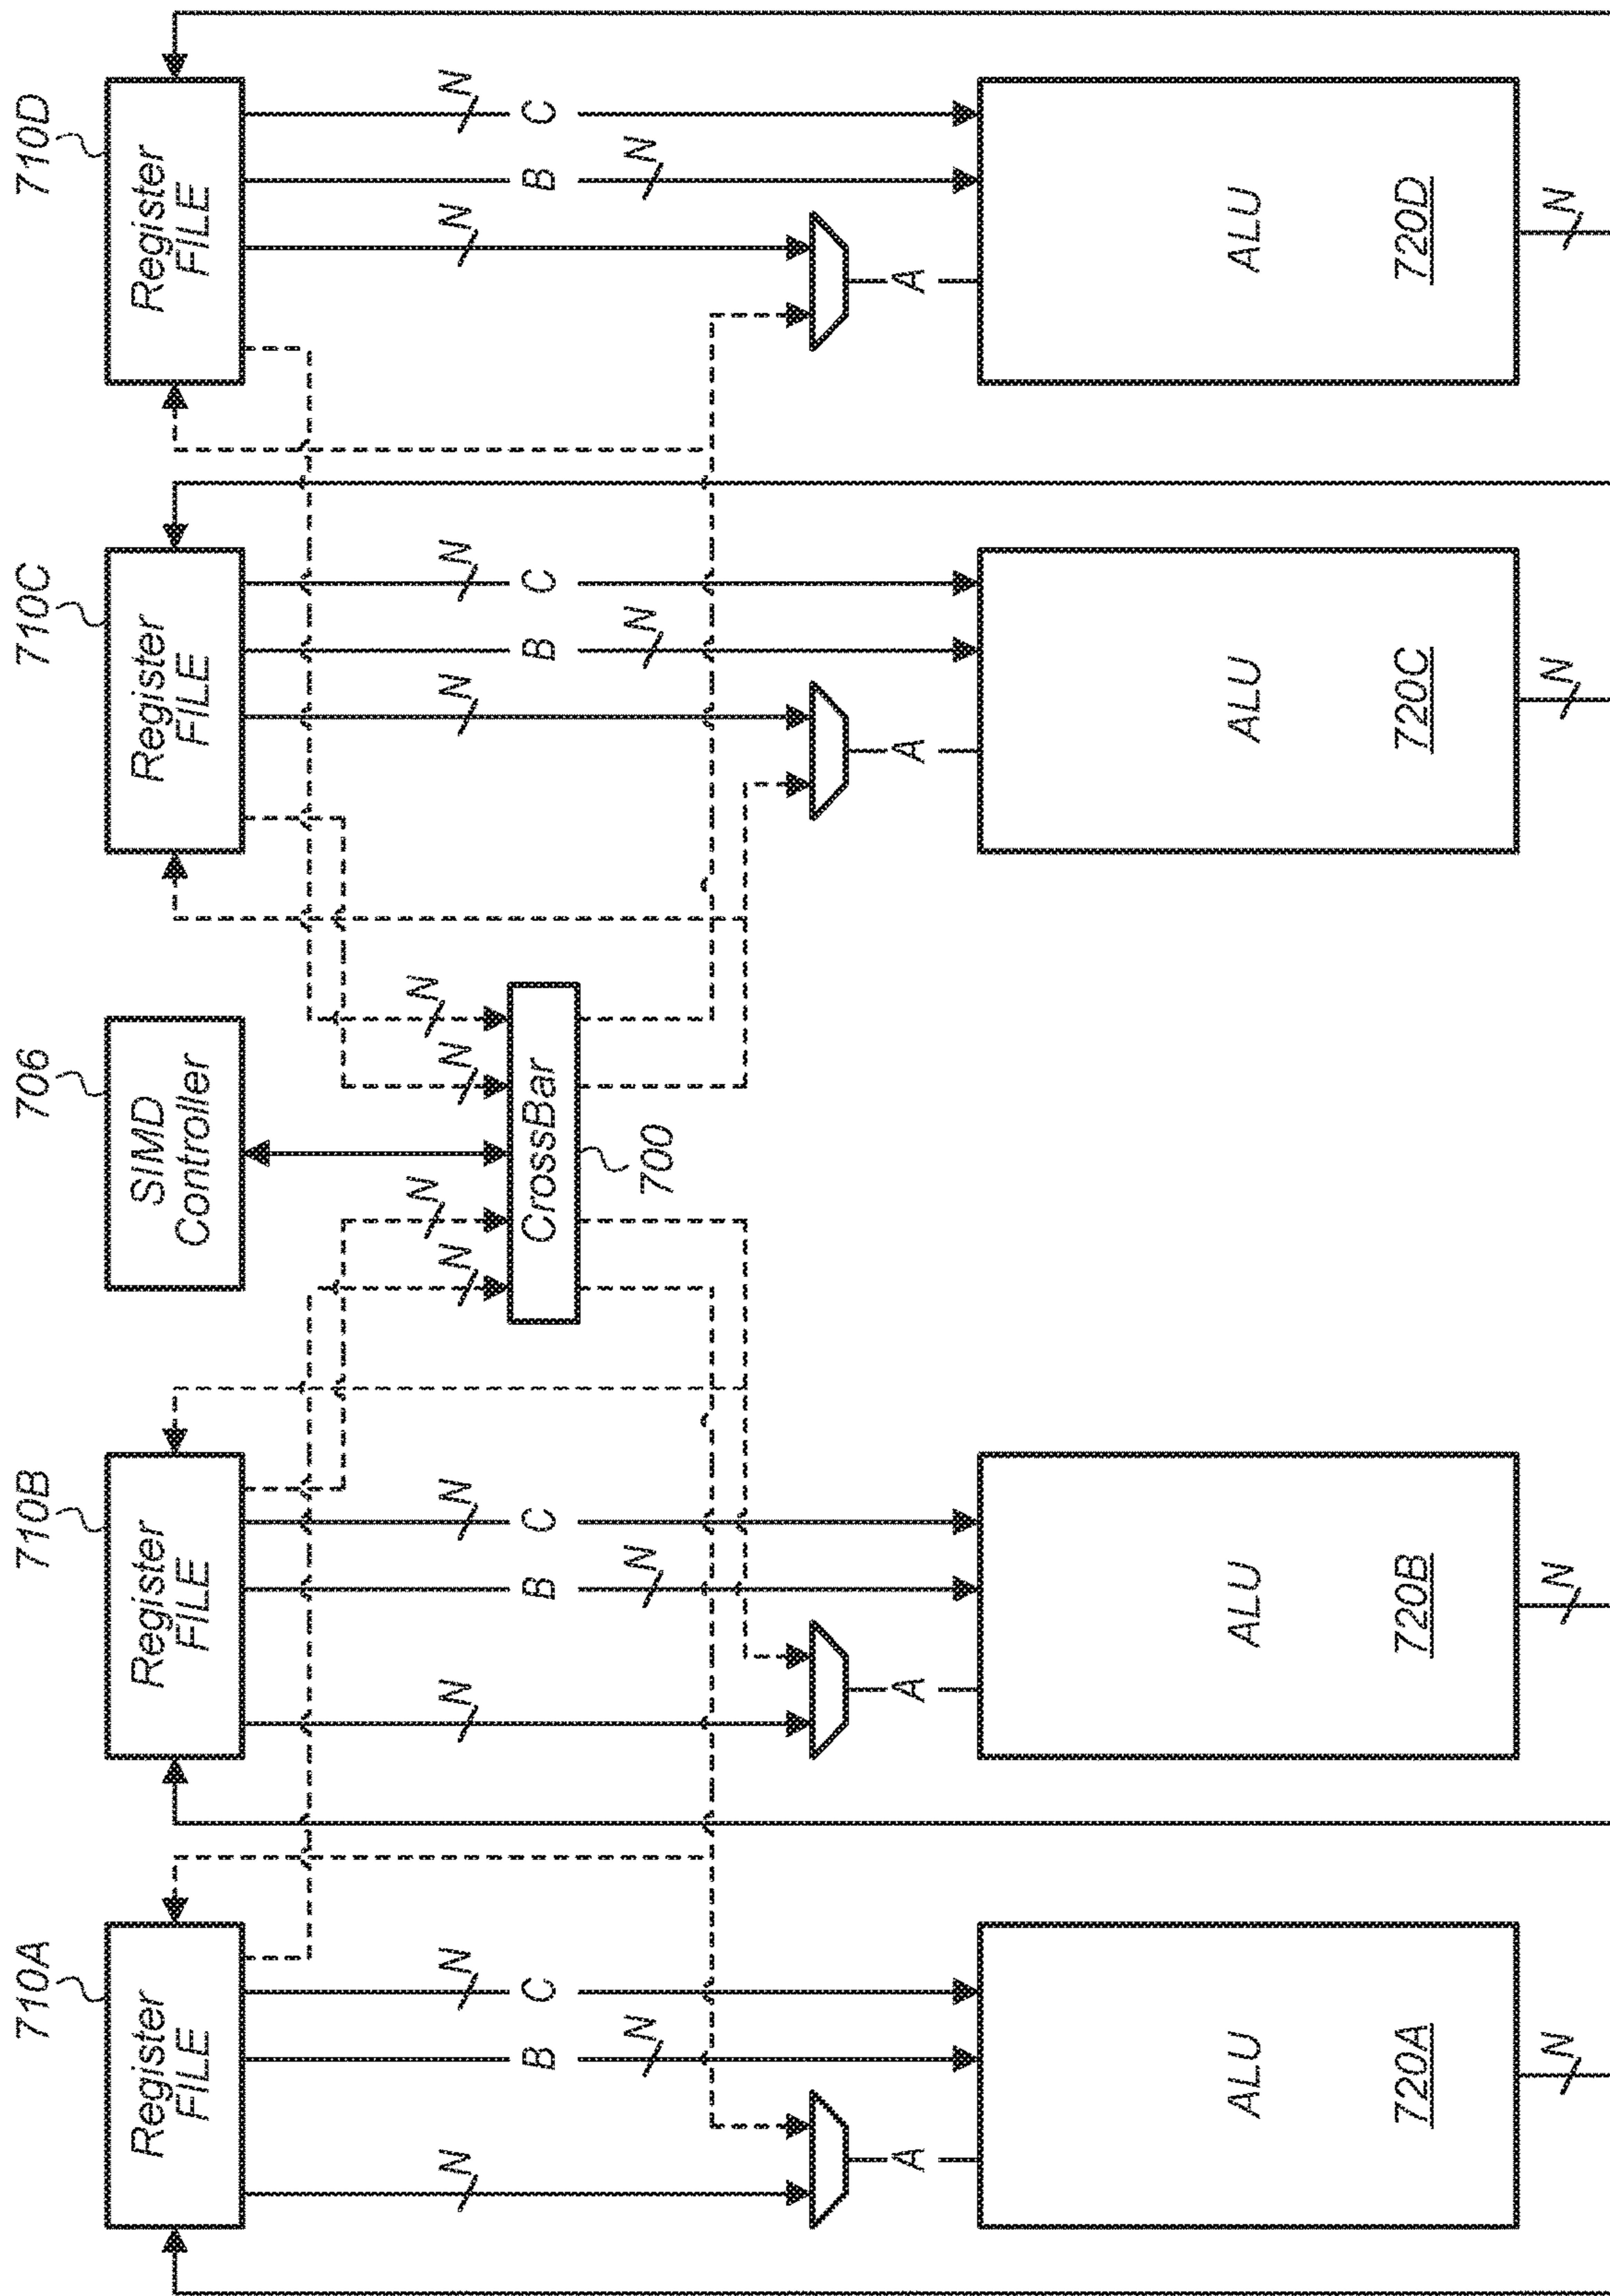 710A
710B
706
710C
710D
Register
FILE
Register
FILE
SIMD
Controller
Register
FILE
Register
FILE
N
N
C
N
N
C
N
N
N
N
N
N
C
N
N
C
B
B
CrossBar
B
B
N
N
700
N
N
A
A
A
A
ALU
ALU
ALU
ALU
720A
720B
720C
720D
N
N
N
N